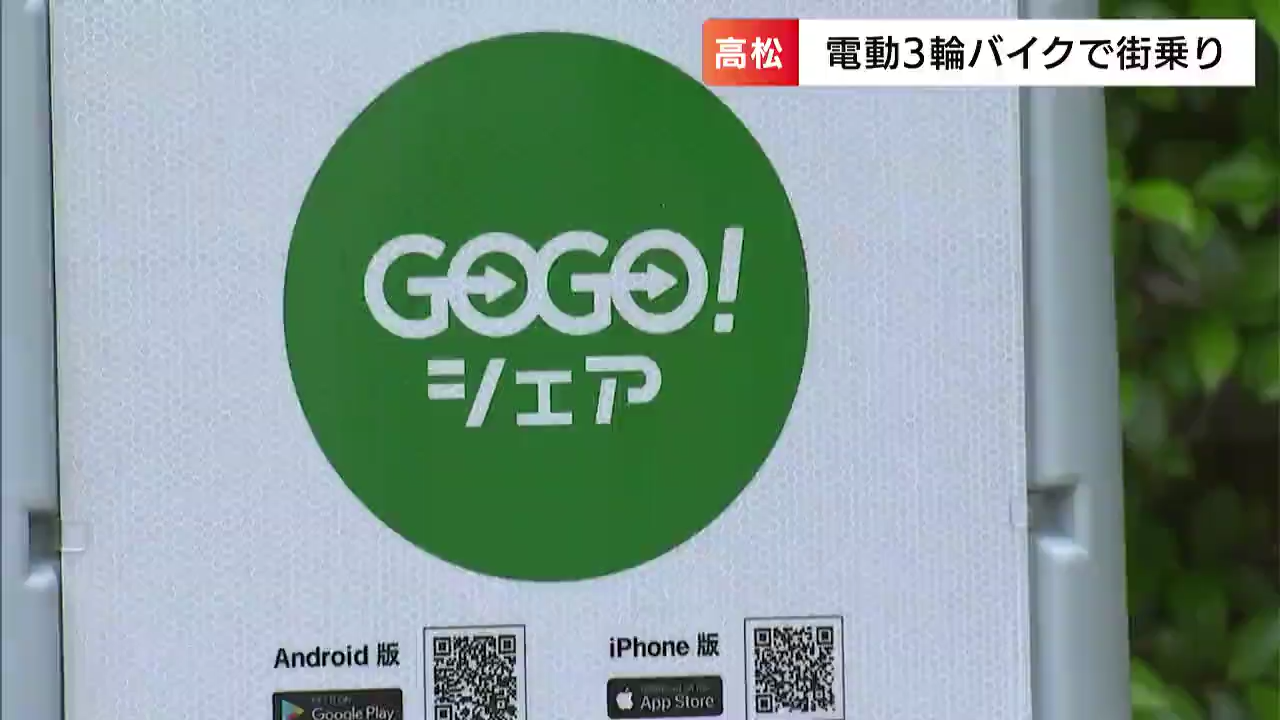 高松 電動3輪バイクで街乗り
GOGO!
シェア
Android 版
iPhone 版
Google Play
App Store